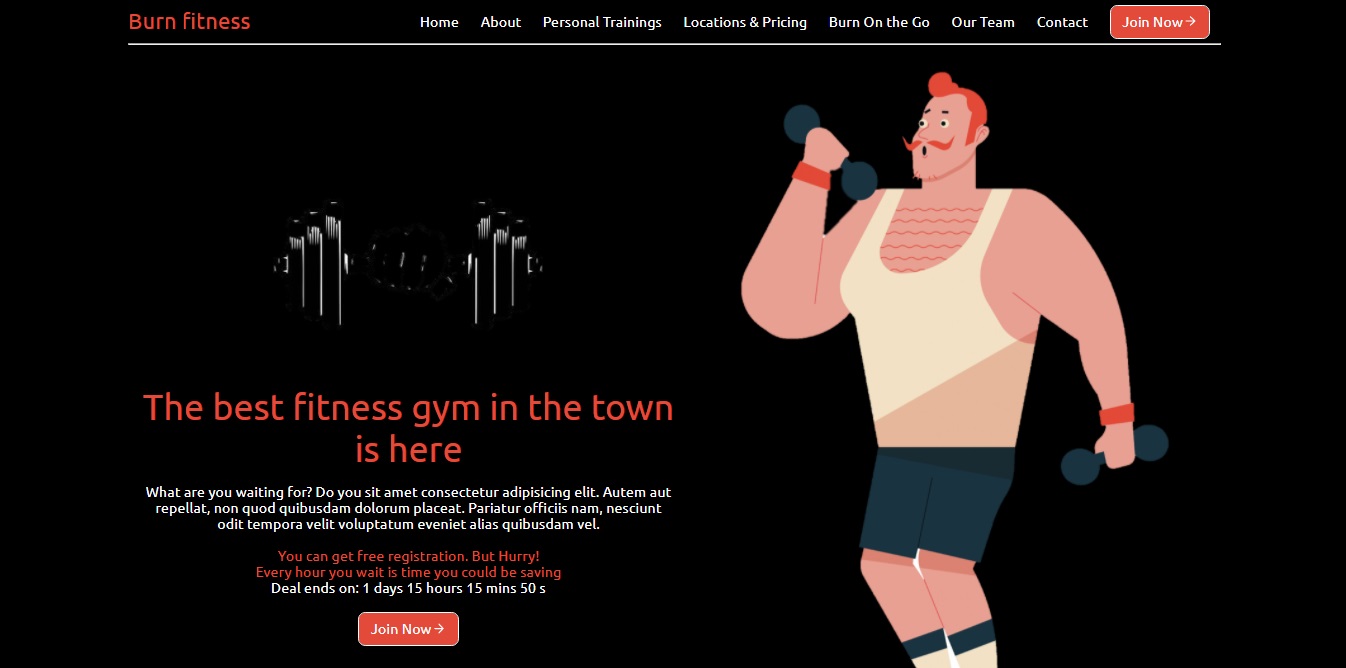 Burn fitness
Home About Personal Trainings Locations & Pricing Burn On the Go Our Team Contact Join Now→
The best fitness gym in the town
is here
What are you waiting for? Do you sit amet consectetur adipisicing elit. Autem aut
repellat, non quod quibusdam dolorum placeat. Pariatur officiis nam, nesciunt
odit tempora velit voluptatum eveniet alias quibusdam vel.
You can get free registration. But Hurry!
Every hour you wait is time you could be saving
Deal ends on: 1 days 15 hours 15 mins 50 s
Join Now→